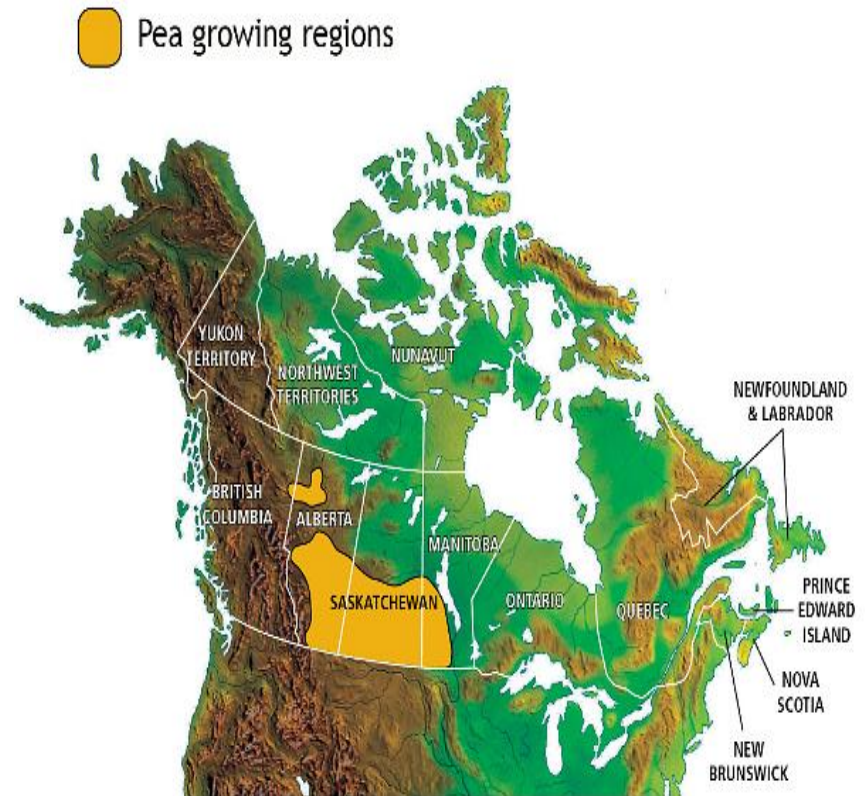 Pea growing regions
YUKON
TERRITORY
NORTHWEST
TERRITORIES
NUNAVUT
NEWFOUNDLAND
& LABRADOR
BRITISH
COLUMBIA
ALBERTA
MANITOBA
SASKATCHEWAN
ONTARIO
QUEBEC
PRINCE
EDWARD
ISLAND
NOVA
SCOTIA
NEW
BRUNSWICK